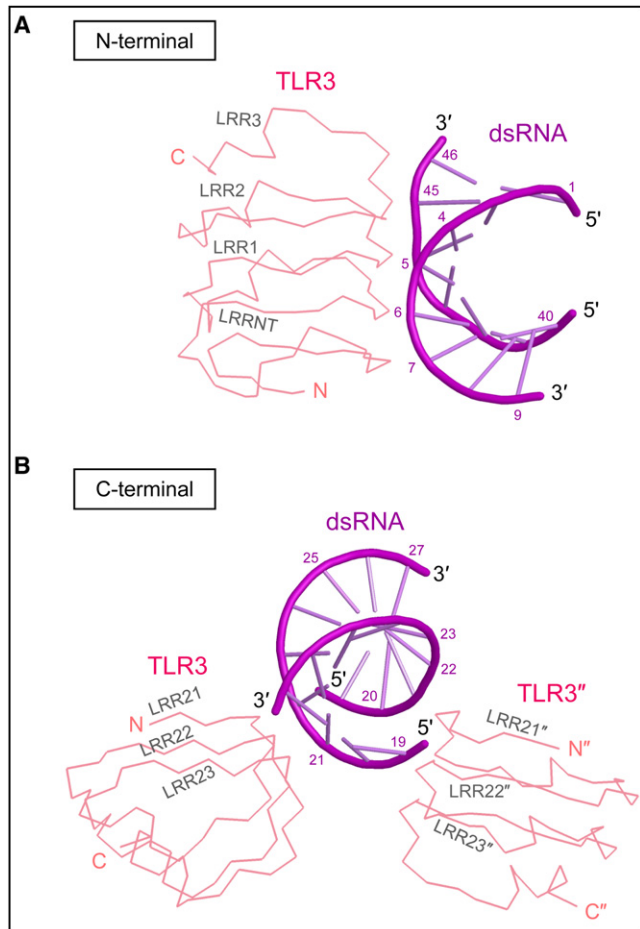 A
N-terminal
TLR3
LRR3
3′
dsRNA
C
46
1
LRR2
45
4
5'
LRR1
5
6
5'
40
LRRNT
7
3′
N
9
B
C-terminal
dsRNA
25
27
3′
TLR3
23
LRR21
5'
22
TLR3″
N
3′
20
LRR22
5'
LRR21″
19
N″
21
LRR23
LRR22″
LRR23″
C
C″